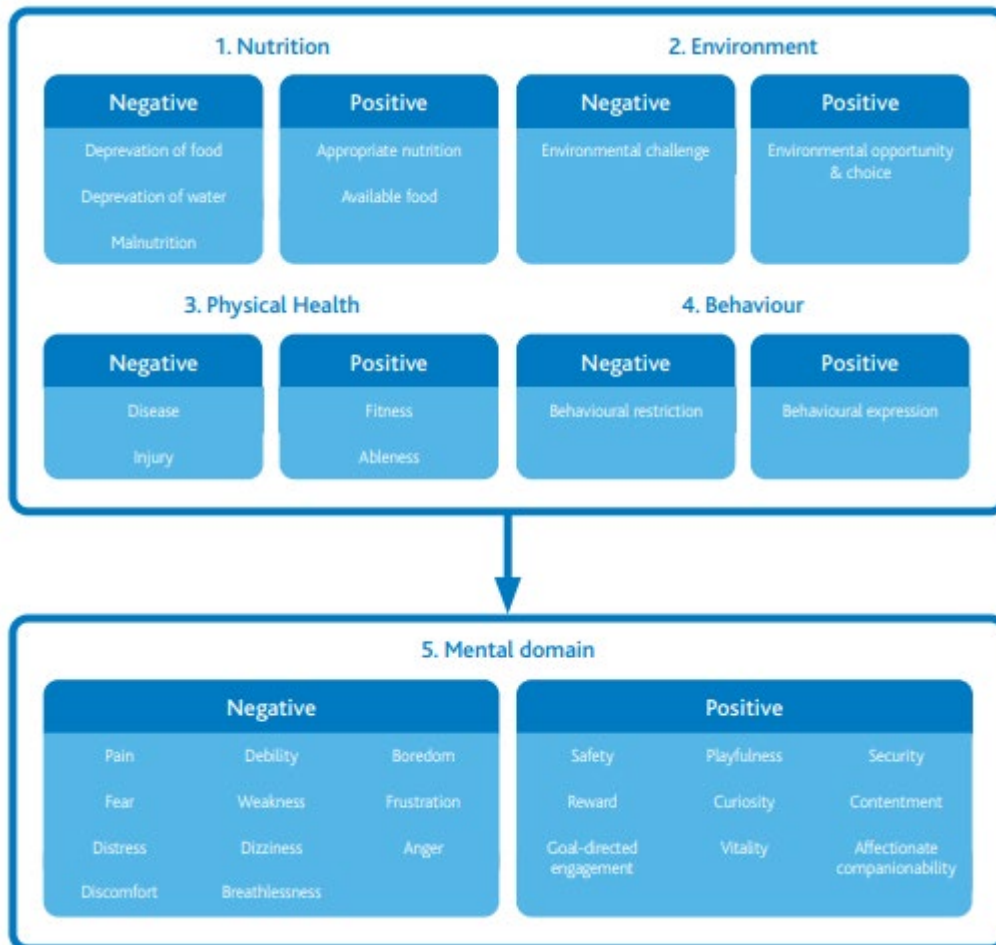 1. Nutrition
Negative
Deprevation of food
Deprevation of water
Malnutrition
Positive
Appropriate nutrition
Available food
2. Environment
Negative
Environmental challenge
Positive
Environmental opportunity
& choice
3. Physical Health
Negative
Disease
Injury
Positive
Fitness
Ableness
4. Behaviour
Negative
Behavioural restriction
Positive
Behavioural expression
5. Mental domain
Negative
Pain
Fear
Distress
Discomfort
Debility
Weakness
Dizziness
Breathlessness
Boredom
Frustration
Anger
Positive
Safety
Reward
Goal-directed
engagement
Playfulness
Curiosity
Vitality
Security
Contentment
Affectionate
companionability